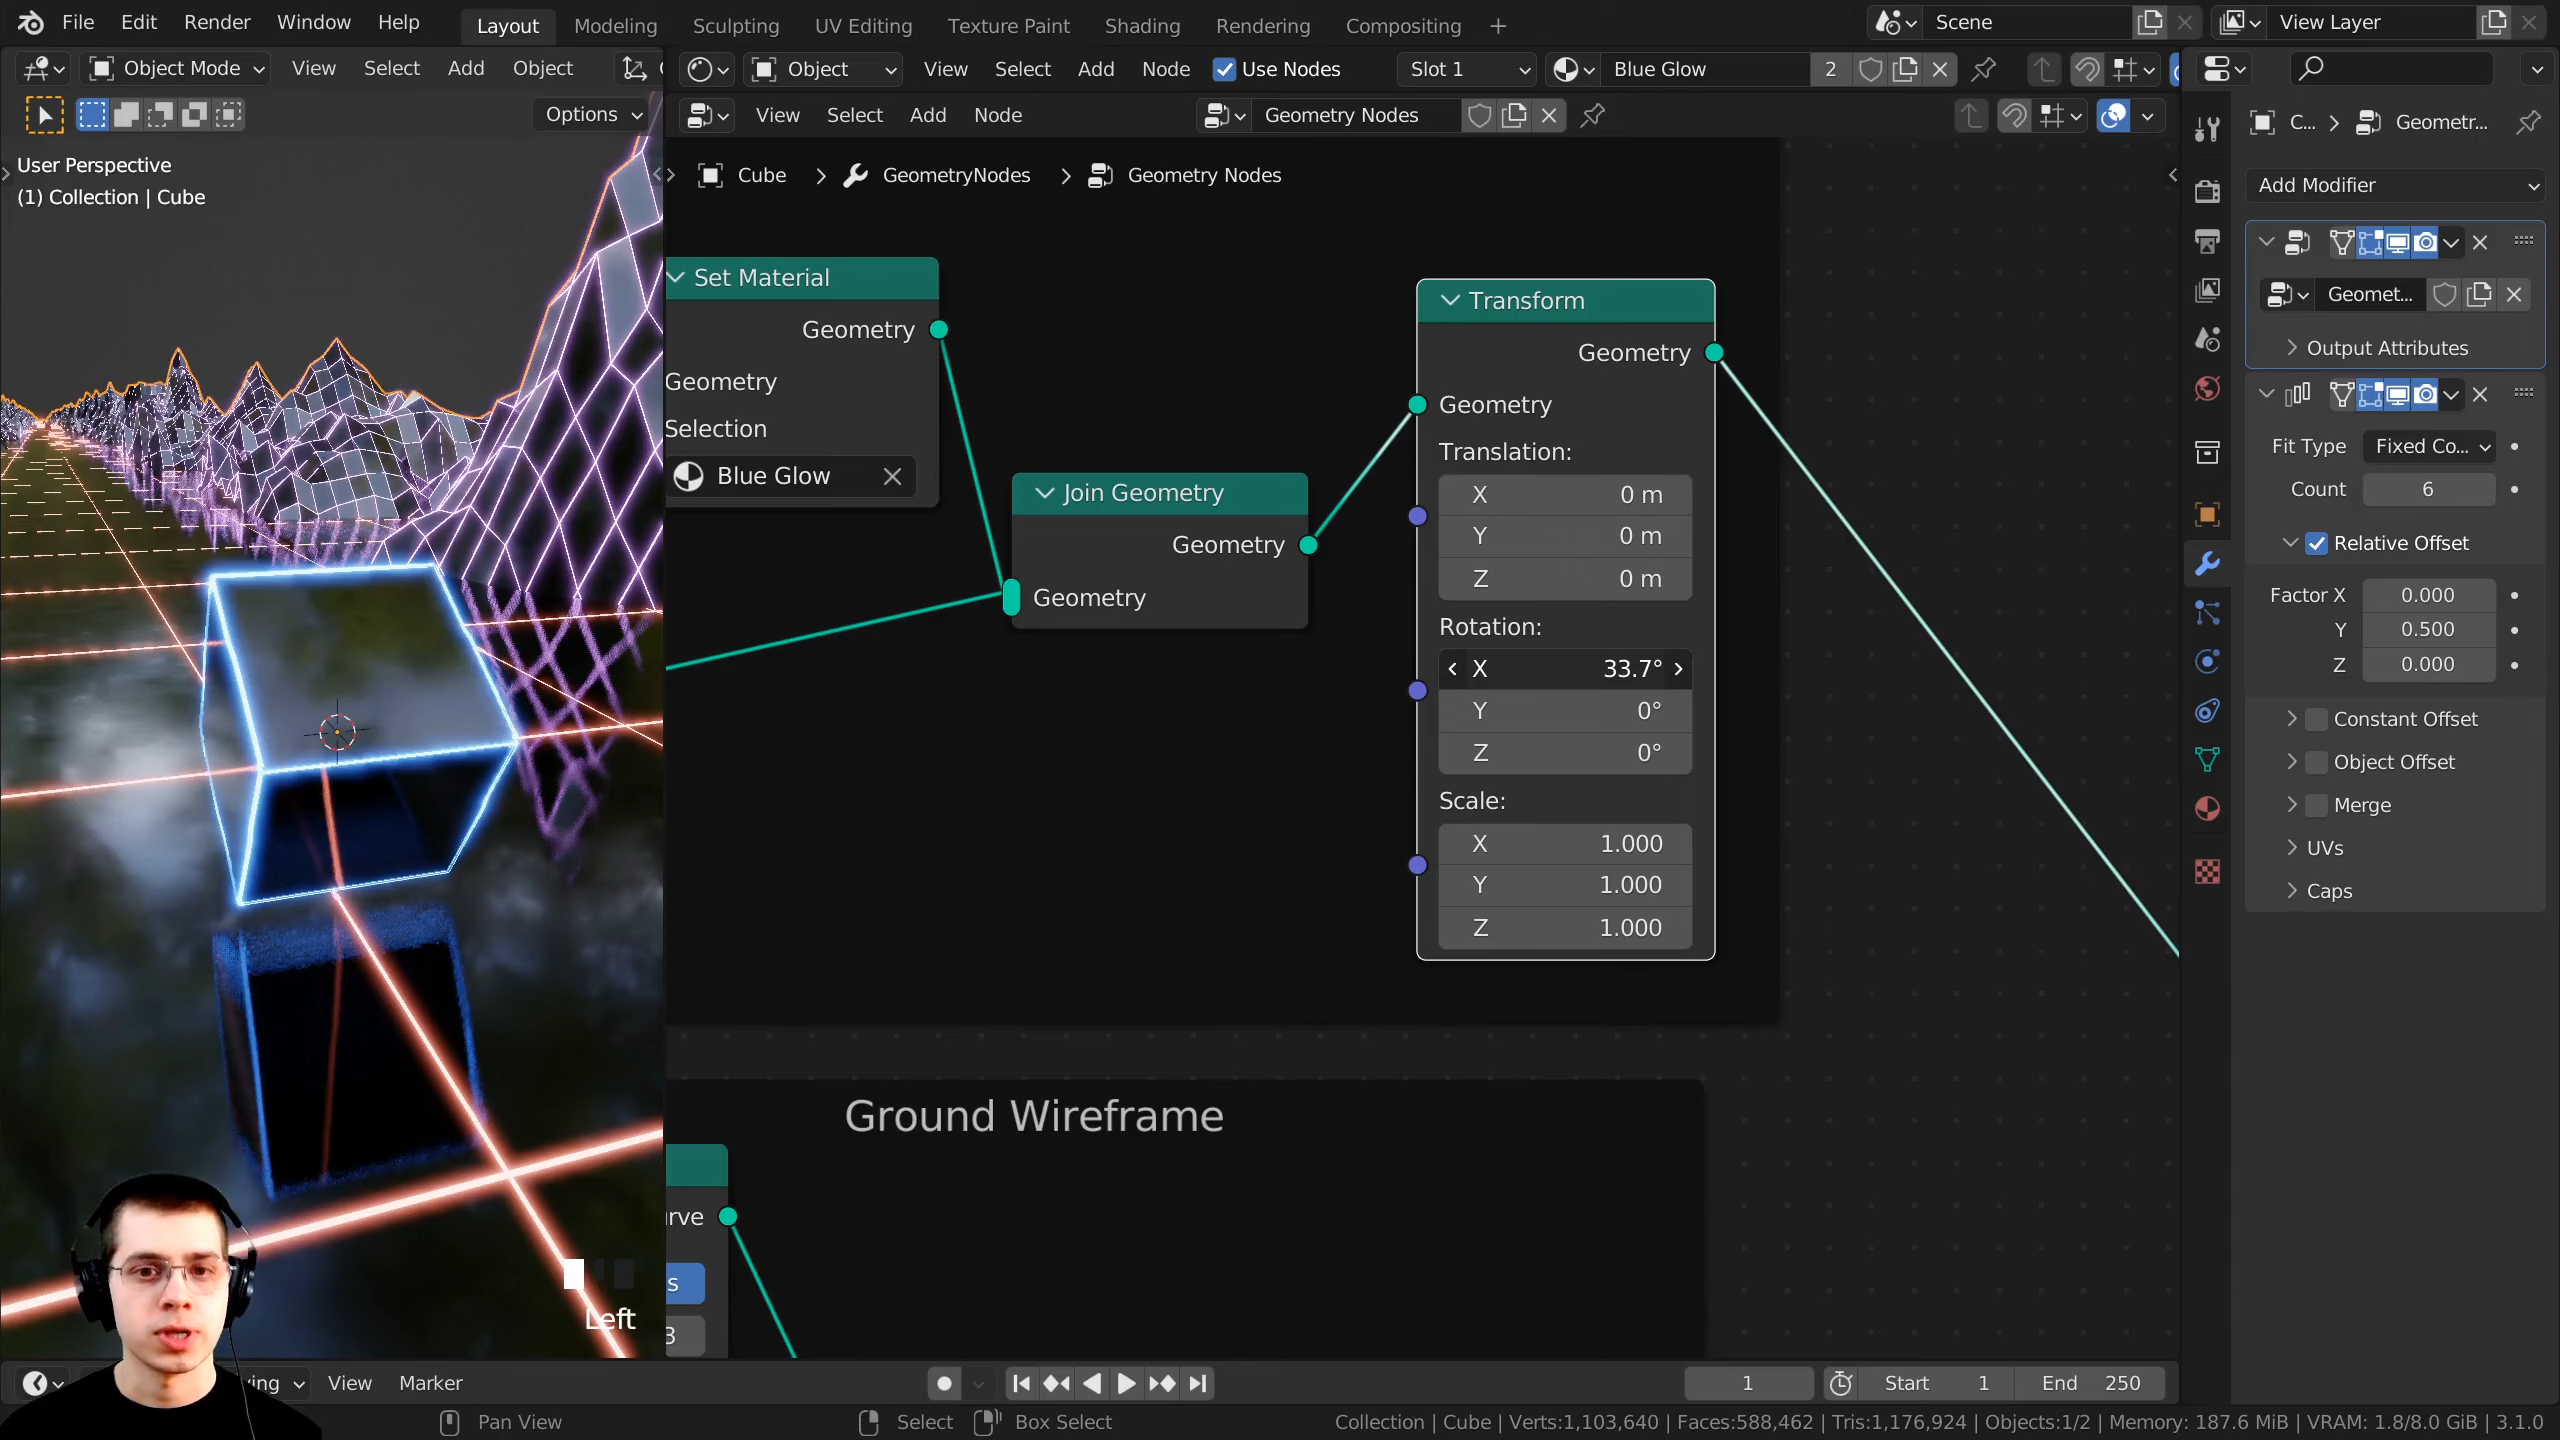 File Edit Render Window Help Layout Modeling Sculpting UV Editing Texture Paint Shading Rendering Compositing + Scene View Layer
Object Mode View Select Add Object Object View Select Add Node Use Nodes Slot 1 Blue Glow 2
Options View Select Add Node Geometry Nodes
User Perspective
(1) Collection | Cube
Cube > GeometryNodes > Geometry Nodes
C... > Geometr...
Add Modifier
Geomet...
Output Attributes
Fit Type Fixed Co...
Count 6
Relative Offset
Factor X 0.000
Y 0.500
Z 0.000
Constant Offset
Object Offset
Merge
UVs
Caps
Set Material
Geometry
Geometry
Selection
Blue Glow
Join Geometry
Geometry
Geometry
Transform
Geometry
Geometry
Translation:
X 0 m
Y 0 m
Z 0 m
Rotation:
X 33.7°
Y 0°
Z 0°
Scale:
X 1.000
Y 1.000
Z 1.000
Ground Wireframe
urve
s
3
Left
ing View Marker 1 Start 1 End 250
Pan View Select Box Select Collection | Cube | Verts:1,103,640 | Faces:588,462 | Tris:1,176,924 | Objects:1/2 | Memory: 187.6 MiB | VRAM: 1.8/8.0 GiB | 3.1.0